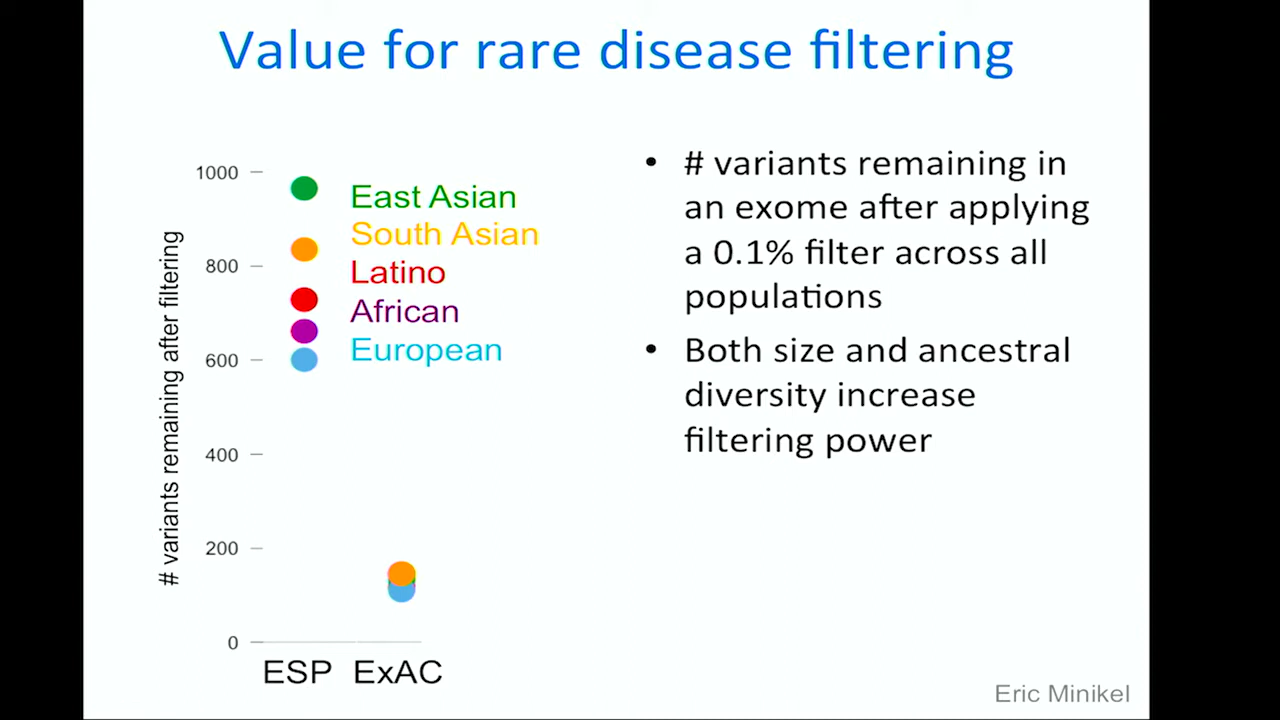 Value for rare disease filtering
# variants remaining after filtering
1000
800
600
400
200
0
East Asian
South Asian
Latino
African
European
ESP ExAC
• # variants remaining in
an exome after applying
a 0.1% filter across all
populations
• Both size and ancestral
diversity increase
filtering power
Eric Minikel